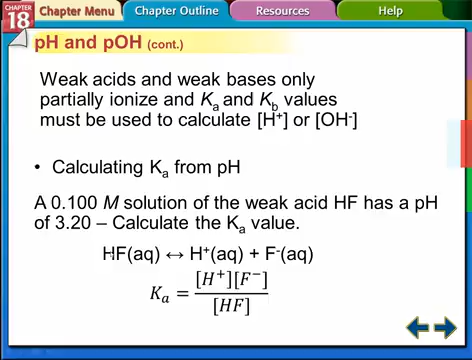 CHAPTER
18
Chapter Menu
Chapter Outline
Resources
Help
pH and pOH (cont.)
Weak acids and weak bases only
partially ionize and Kₐ and K_b values
must be used to calculate [H⁺] or [OH⁻]
• Calculating Kₐ from pH
A 0.100 M solution of the weak acid HF has a pH
of 3.20 – Calculate the Kₐ value.
HF(aq) ↔ H⁺(aq) + F⁻(aq)
Kₐ = [H⁺][F⁻] / [HF]